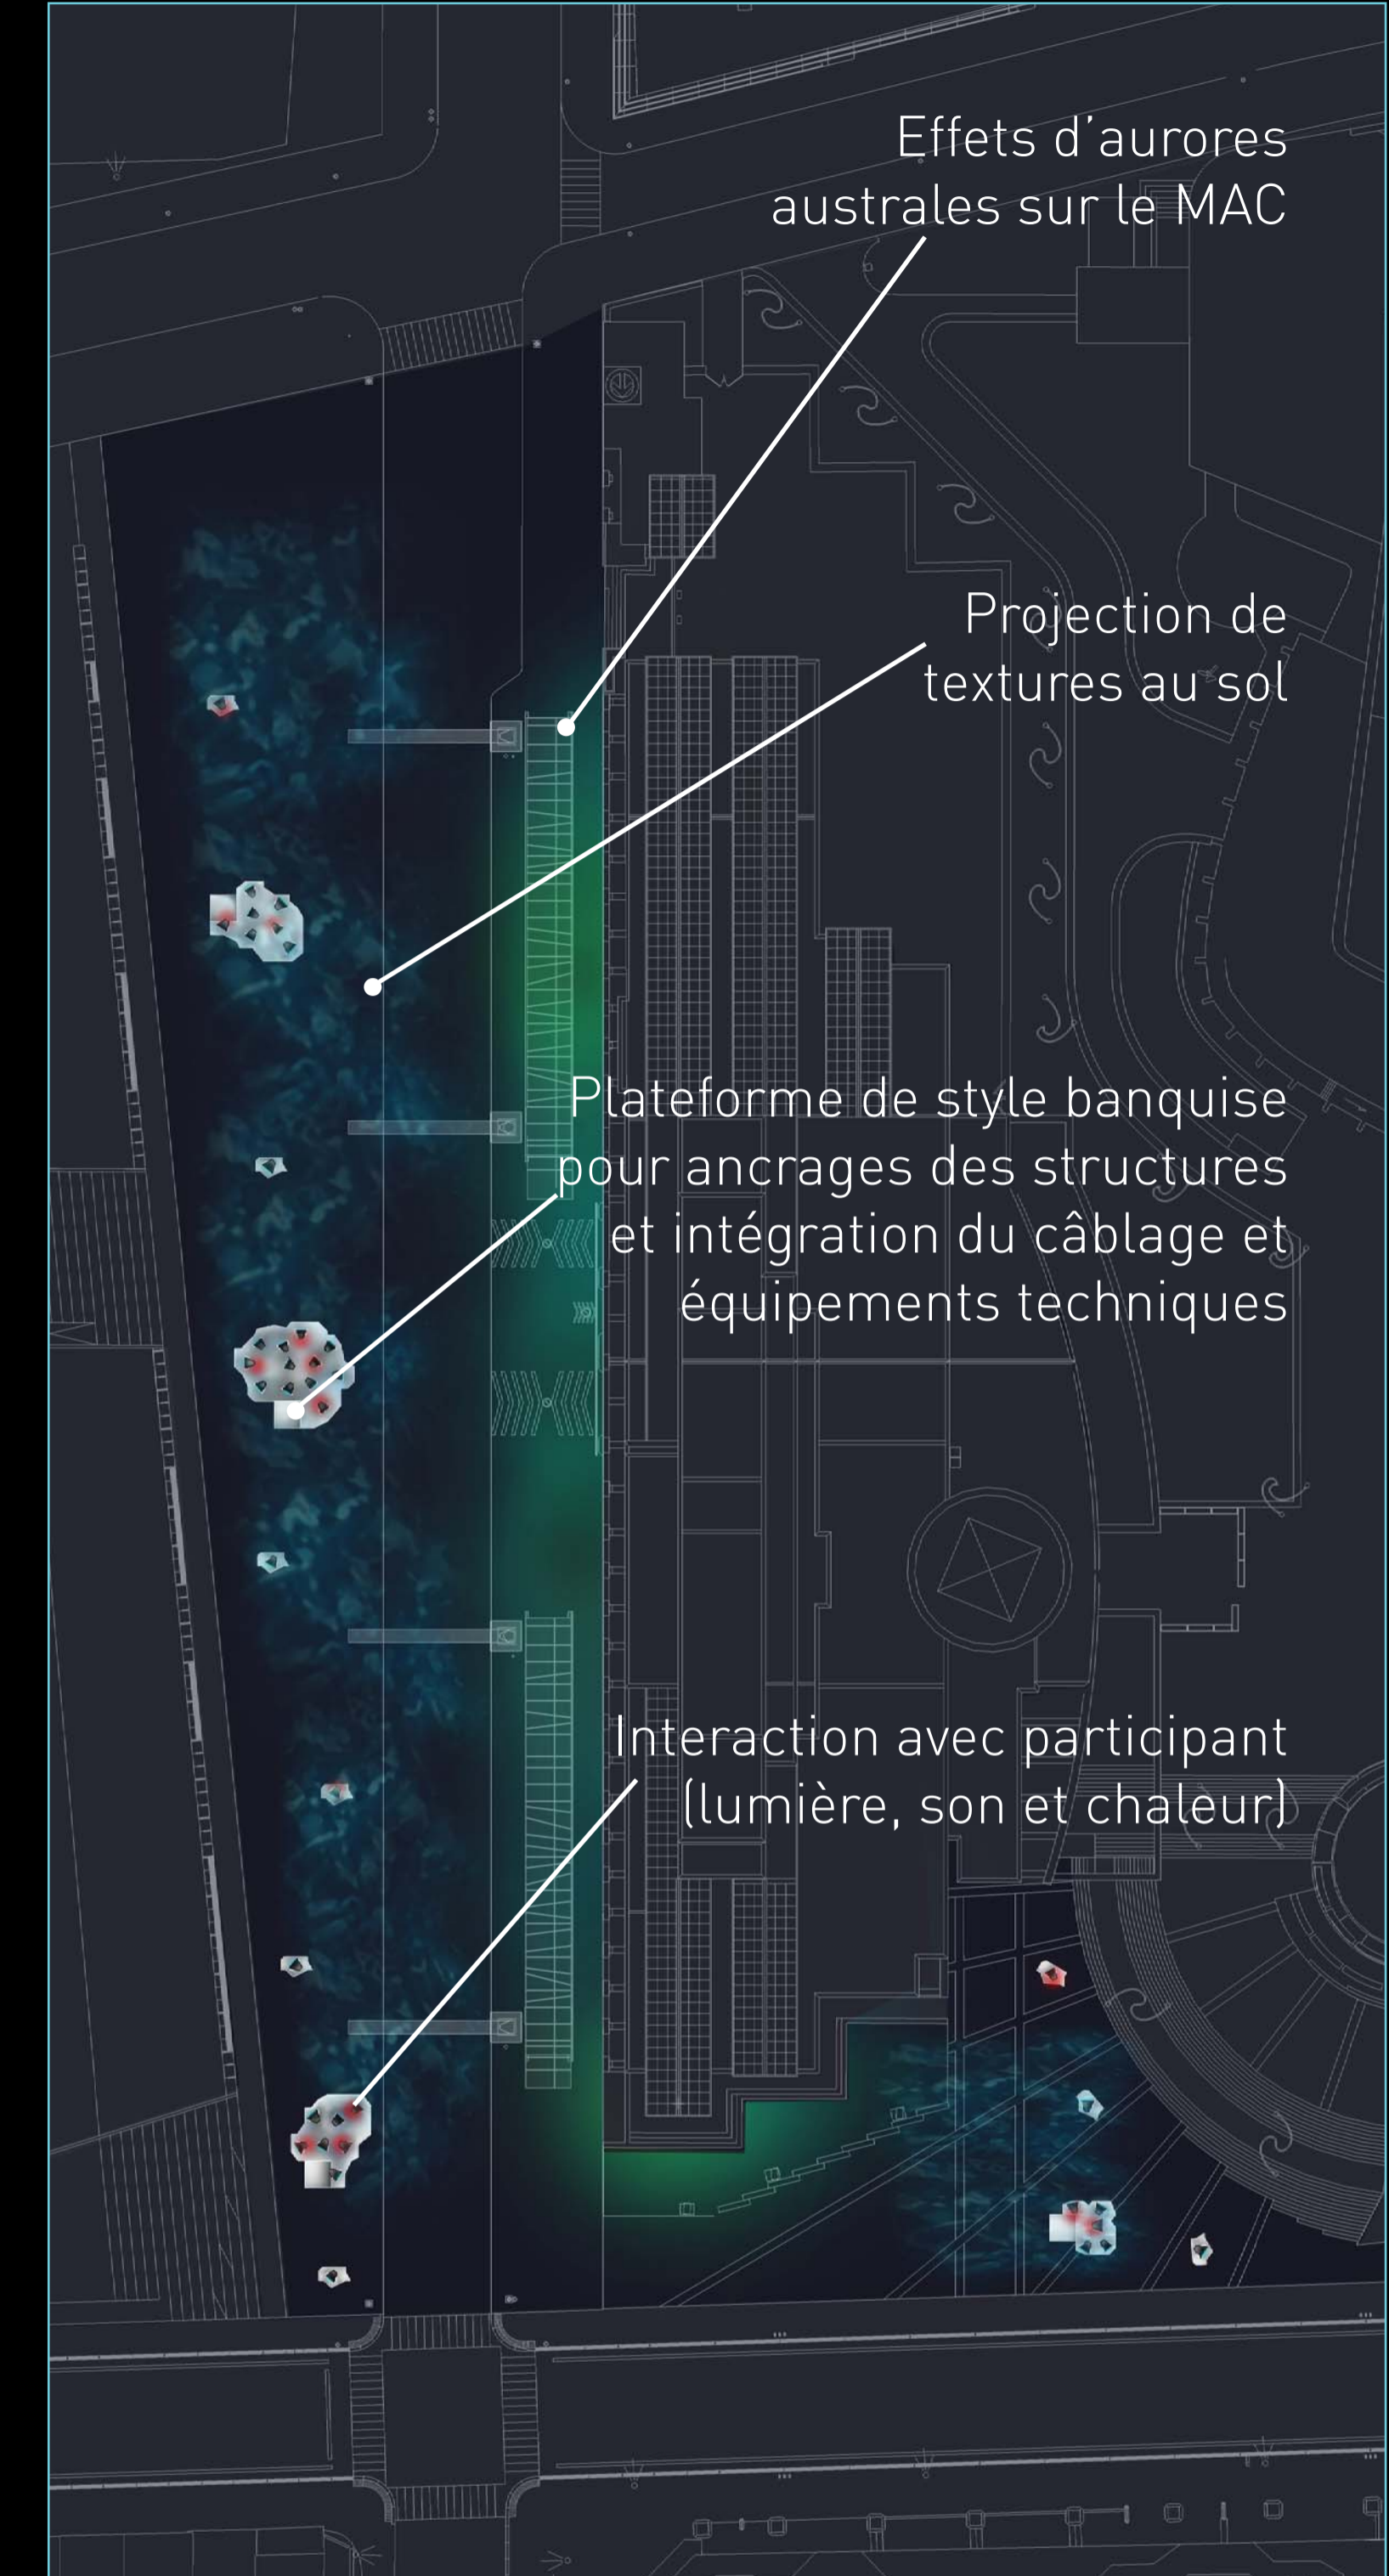 Effets d’aurores
australes sur le MAC
Projection de
textures au sol
Plateforme de style banquise
pour ancrages des structures
et intégration du câblage et
équipements techniques
Interaction avec participant
(lumière, son et chaleur)